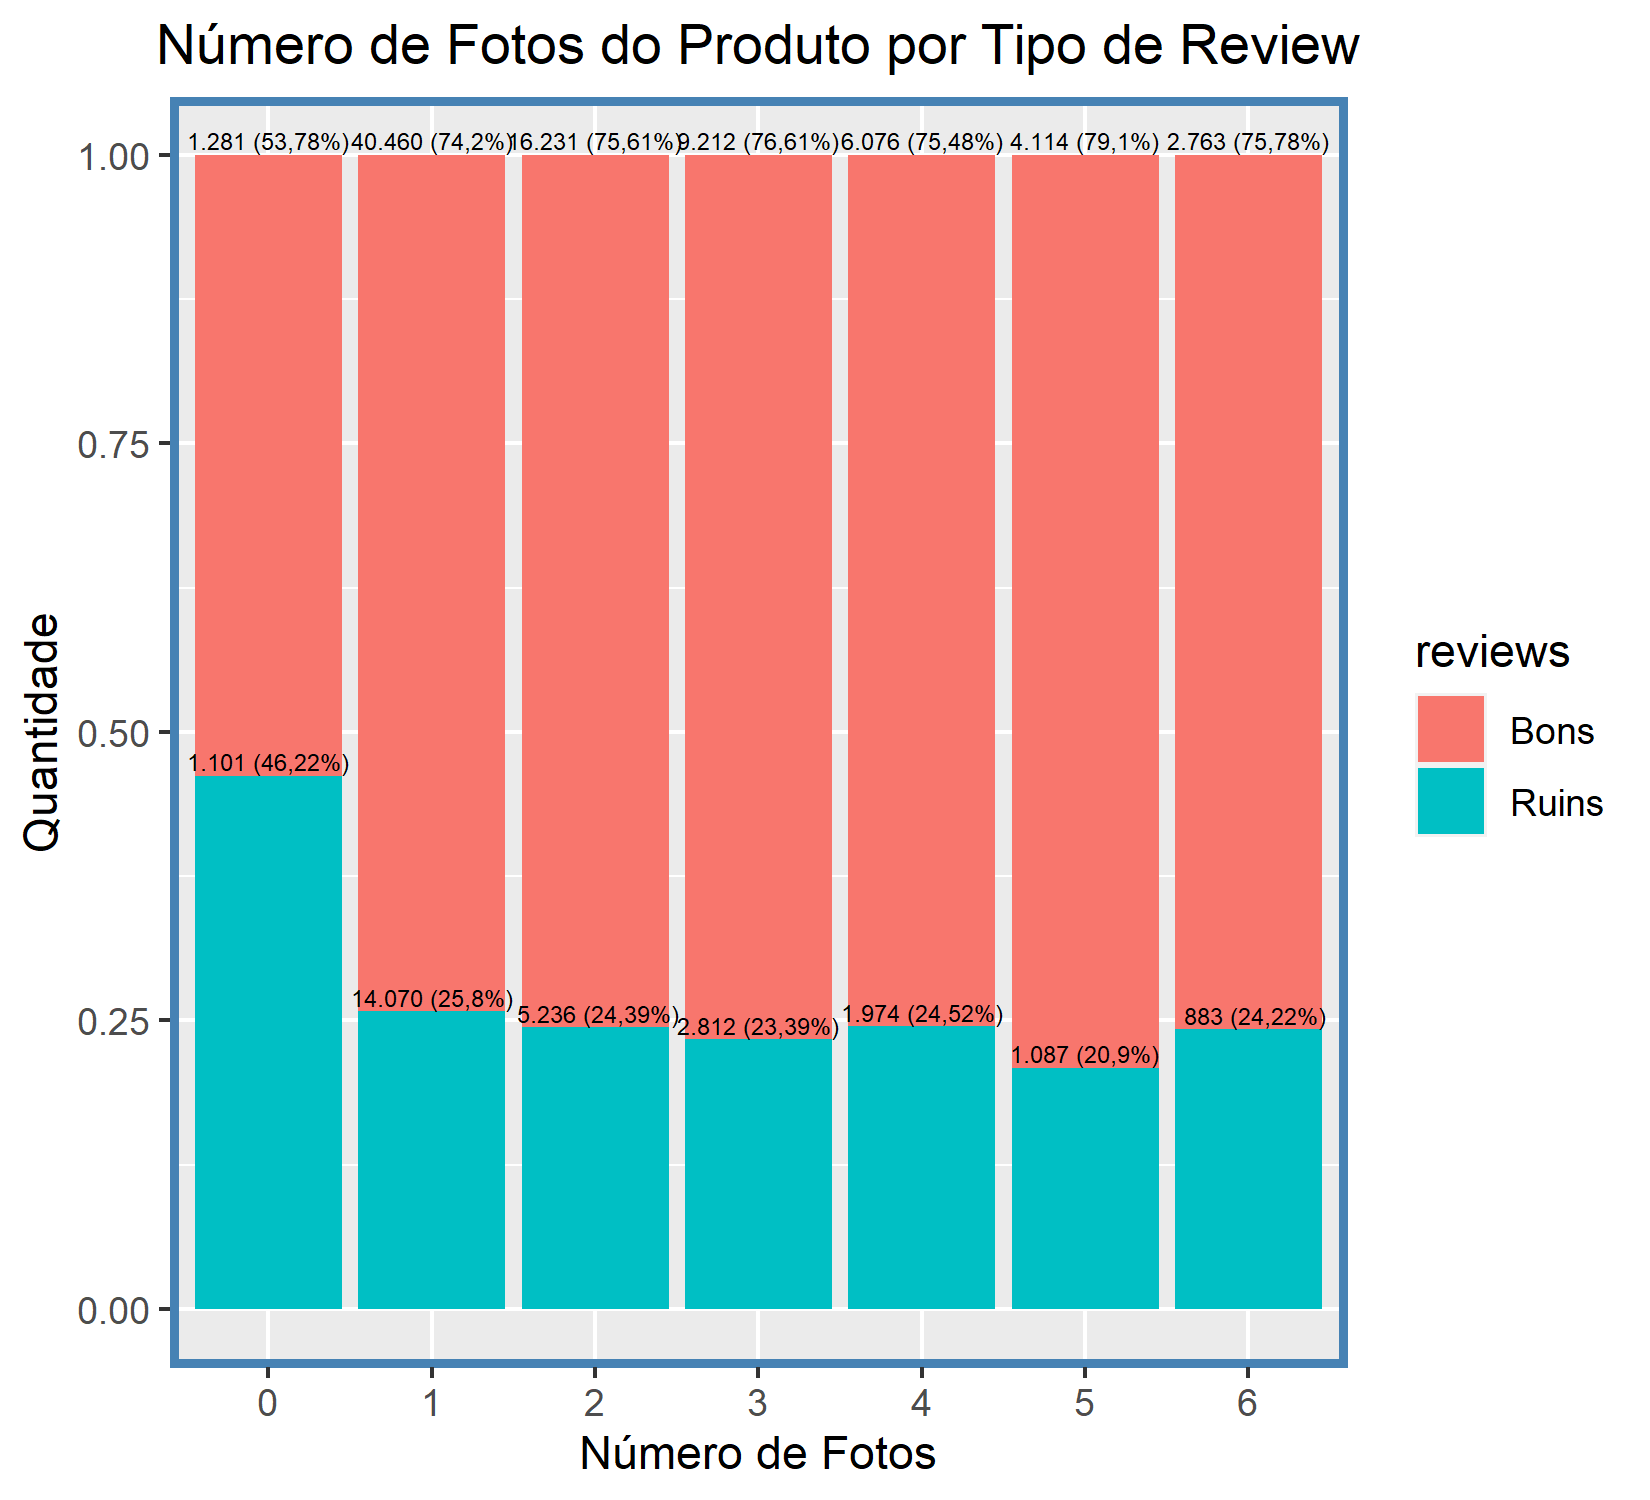 Número de Fotos do Produto por Tipo de Review
1.281 (53,78%) 40.460 (74,2%) 16.231 (75,61%) 9.212 (76,61%) 6.076 (75,48%) 4.114 (79,1%) 2.763 (75,78%)
1.00
0.75
0.50
0.25
0.00
Quantidade
1.101 (46,22%) 14.070 (25,8%) 5.236 (24,39%) 2.812 (23,39%) 1.974 (24,52%) 1.087 (20,9%) 883 (24,22%)
0 1 2 3 4 5 6
Número de Fotos
reviews
Bons
Ruins